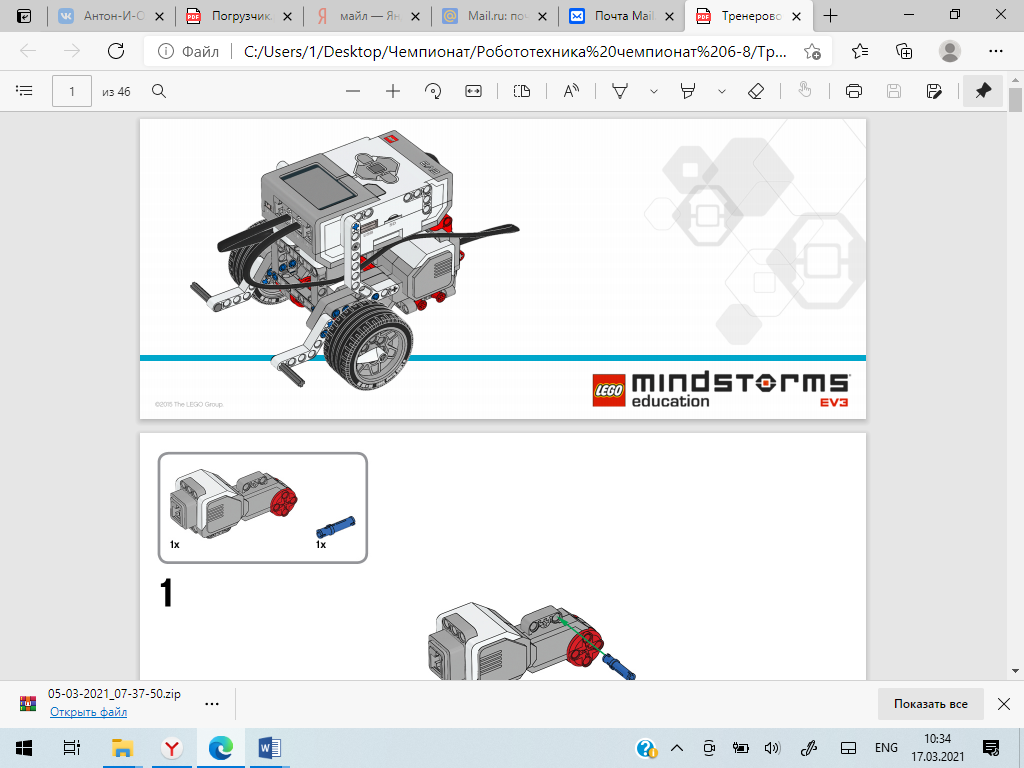 Антон-И-С
Погрузчик.
майл — Ян
Mail.ru: по
Почта Mail
Тренерово
Файл
C:/Users/1/Desktop/Чемпионат/Робототехника%20чемпионат%206-8/Тр...
1
из 46
©2015 The LEGO Group.
LEGO
mindstorms
education
EV3
1x
1x
1
05-03-2021_07-37-50.zip
Открыть файл
Показать все
ENG
10:34
17.03.2021